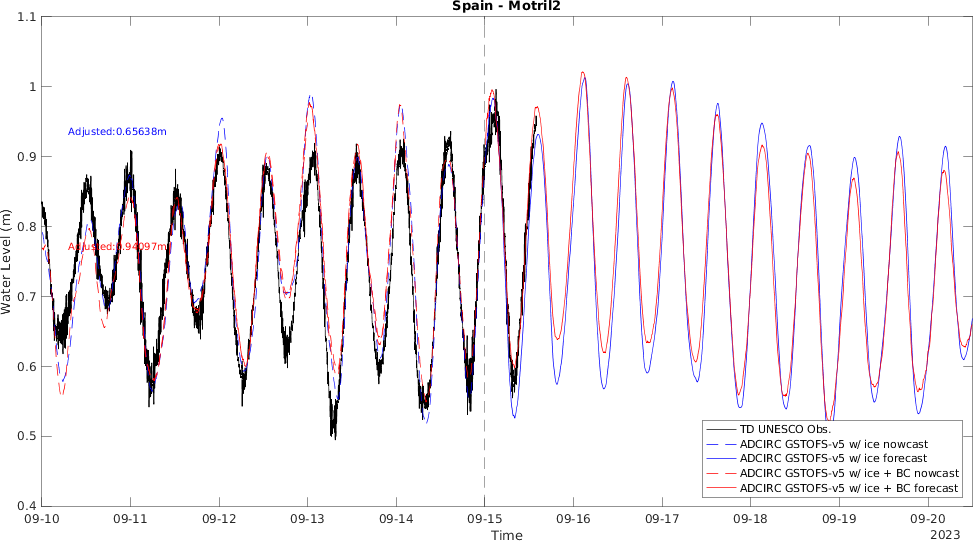 Spain - Motril2
1.1
1
0.9
0.8
0.7
0.6
0.5
0.4
Water Level (m)
Adjusted:0.65638m
Adjusted:0.94097m
TD UNESCO Obs.
ADCIRC GSTOFS-v5 w/ ice nowcast
ADCIRC GSTOFS-v5 w/ ice forecast
ADCIRC GSTOFS-v5 w/ ice + BC nowcast
ADCIRC GSTOFS-v5 w/ ice + BC forecast
09-10 09-11 09-12 09-13 09-14 09-15 09-16 09-17 09-18 09-19 09-20
Time
2023